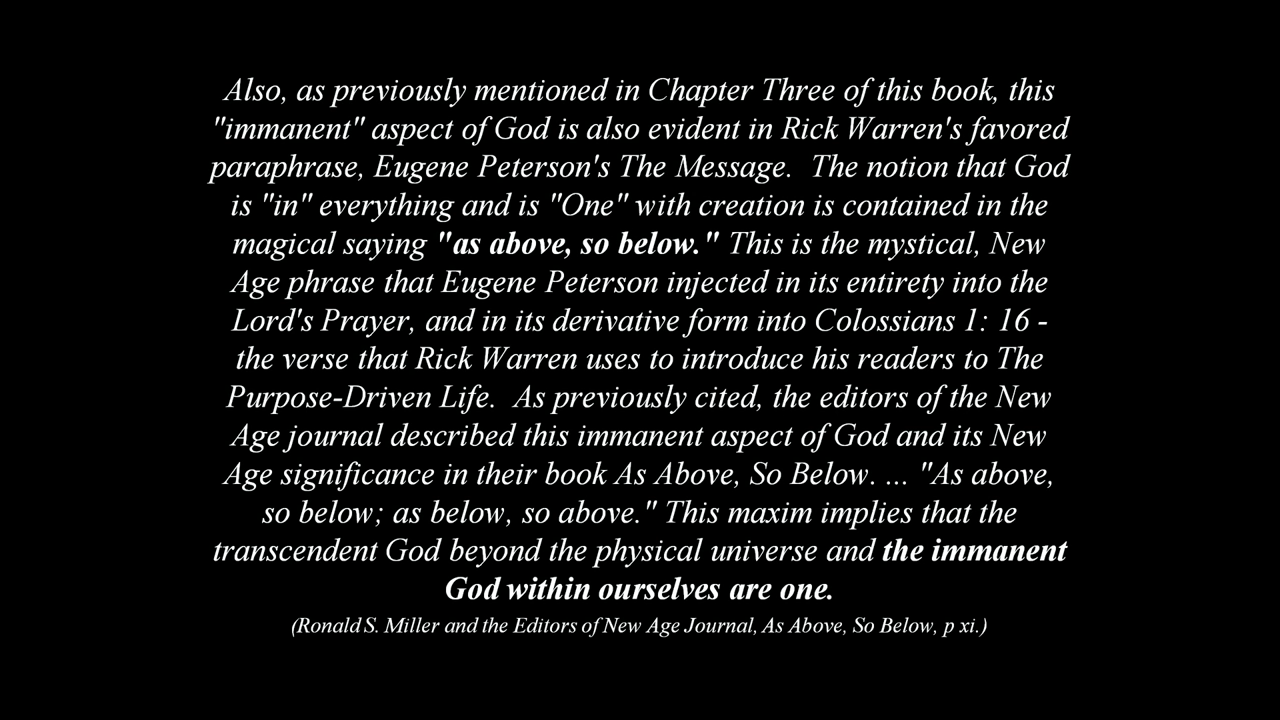 Also, as previously mentioned in Chapter Three of this book, this
"immanent" aspect of God is also evident in Rick Warren's favored
paraphrase, Eugene Peterson's The Message.  The notion that God
is "in" everything and is "One" with creation is contained in the
magical saying "as above, so below." This is the mystical, New
Age phrase that Eugene Peterson injected in its entirety into the
Lord's Prayer, and in its derivative form into Colossians 1: 16 -
the verse that Rick Warren uses to introduce his readers to The
Purpose-Driven Life.  As previously cited, the editors of the New
Age journal described this immanent aspect of God and its New
Age significance in their book As Above, So Below. ... "As above,
so below; as below, so above." This maxim implies that the
transcendent God beyond the physical universe and the immanent
God within ourselves are one.
(Ronald S. Miller and the Editors of New Age Journal, As Above, So Below, p xi.)